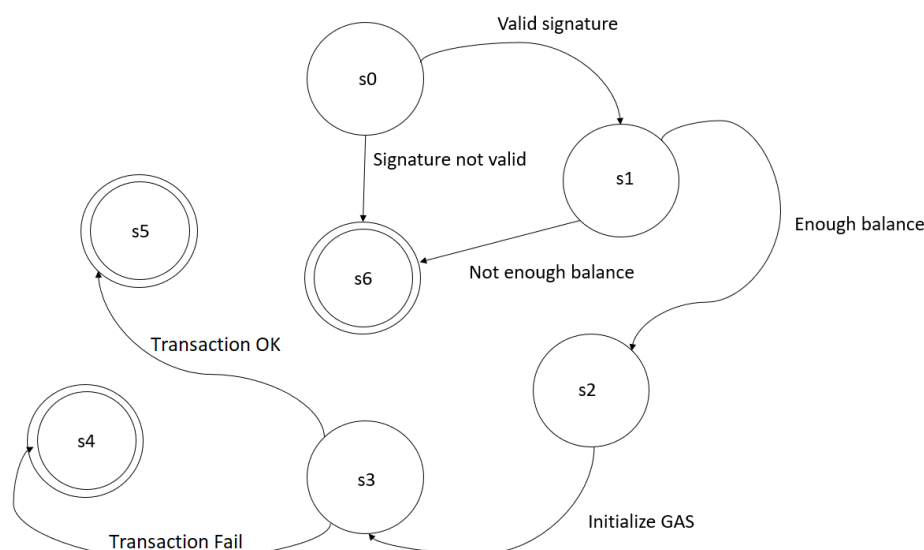 Valid signature
s0
Signature not valid
s1
Enough balance
s5
s6
Not enough balance
Transaction OK
s2
s4
s3
Initialize GAS
Transaction Fail